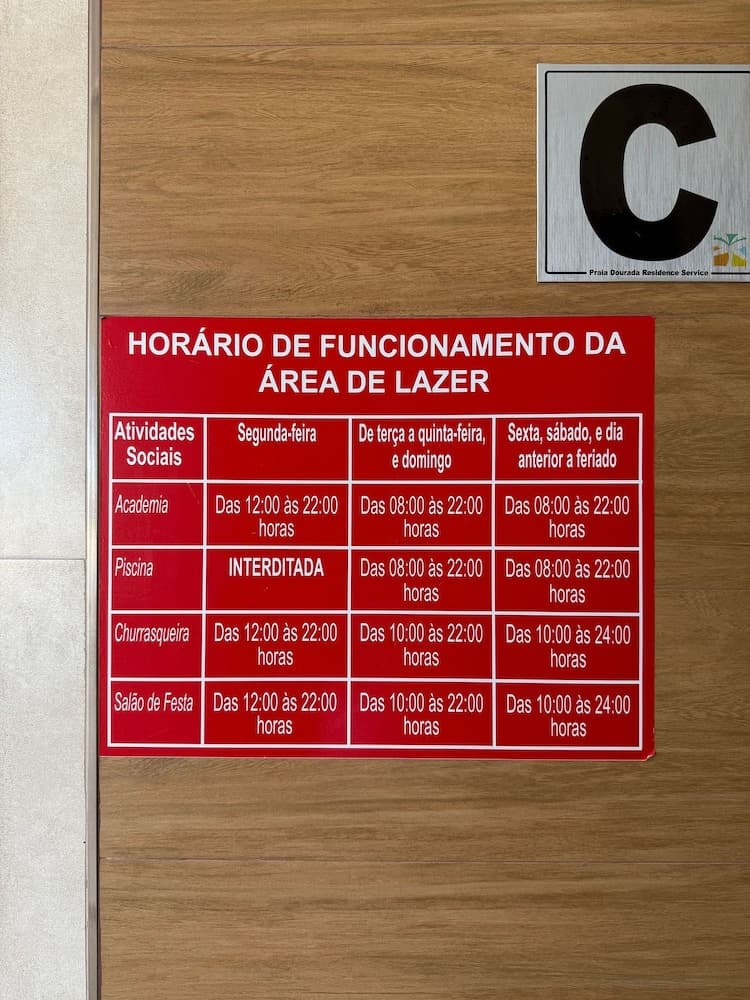 C
Praia Dourada Residence Service
HORÁRIO DE FUNCIONAMENTO DA
ÁREA DE LAZER
Atividades
Sociais
Segunda-feira
De terça a quinta-feira,
e domingo
Sexta, sábado, e dia
anterior a feriado
Academia
Das 12:00 às 22:00
horas
Das 08:00 às 22:00
horas
Das 08:00 às 22:00
horas
Piscina
INTERDITADA
Das 08:00 às 22:00
horas
Das 08:00 às 22:00
horas
Churrasqueira
Das 12:00 às 22:00
horas
Das 10:00 às 22:00
horas
Das 10:00 às 24:00
horas
Salão de Festa
Das 12:00 às 22:00
horas
Das 10:00 às 22:00
horas
Das 10:00 às 24:00
horas